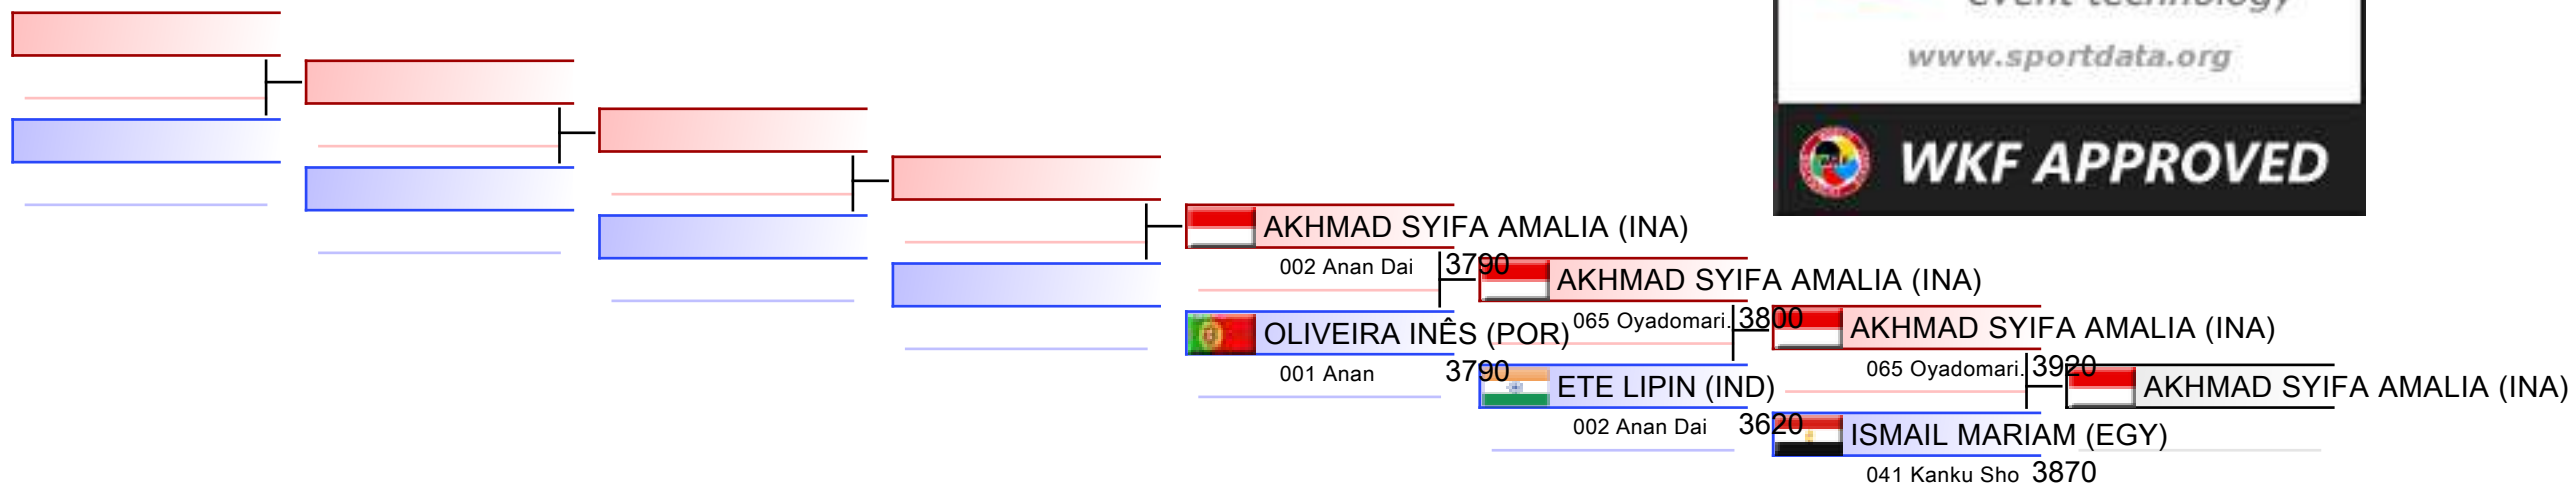 event technology
www.sportdata.org
WKF APPROVED
AKHMAD SYIFA AMALIA (INA)
002 Anan Dai 3790
OLIVEIRA INÊS (POR)
001 Anan 3790
AKHMAD SYIFA AMALIA (INA)
065 Oyadomari. 3800
ETE LIPIN (IND)
002 Anan Dai 3620
AKHMAD SYIFA AMALIA (INA)
065 Oyadomari. 3920
ISMAIL MARIAM (EGY)
041 Kanku Sho 3870
AKHMAD SYIFA AMALIA (INA)